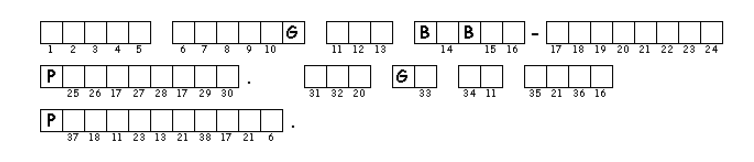 G B B -
1 2 3 4 5 6 7 8 9 10 11 12 13 14 15 16 17 18 19 20 21 22 23 24
P . G
25 26 17 27 28 17 29 30 31 32 20 33 34 11 35 21 36 16
P .
37 18 11 23 13 21 38 17 21 6